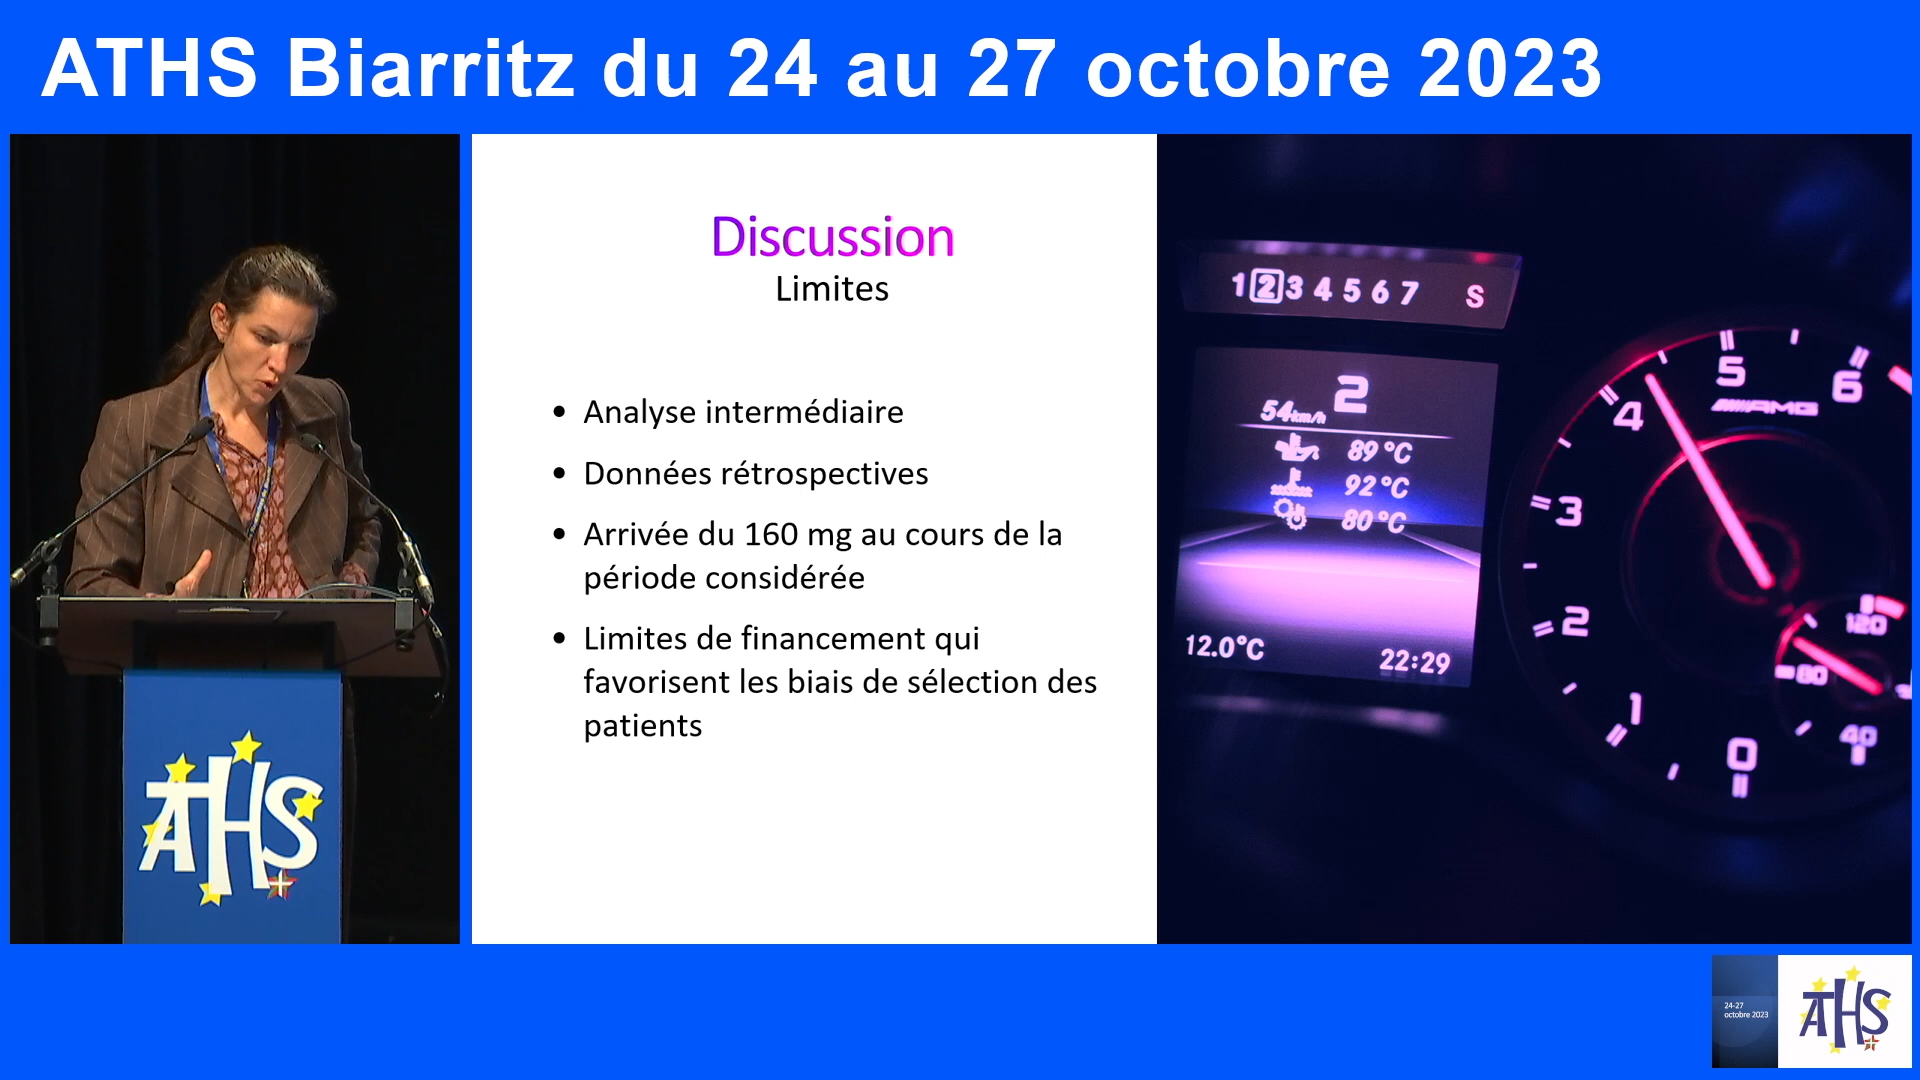 ATHS Biarritz du 24 au 27 octobre 2023
Discussion
Limites
• Analyse intermédiaire
• Données rétrospectives
• Arrivée du 160 mg au cours de la
période considérée
• Limites de financement qui
favorisent les biais de sélection des
patients
1 2 3 4 5 6 7 S
2
54 km/h
89 °C
92 °C
80 °C
12.0°C
22:29
6
5
AMG
4
3
2
1
0
120
80
40
ATHS
24-27
octobre 2023
ATHS